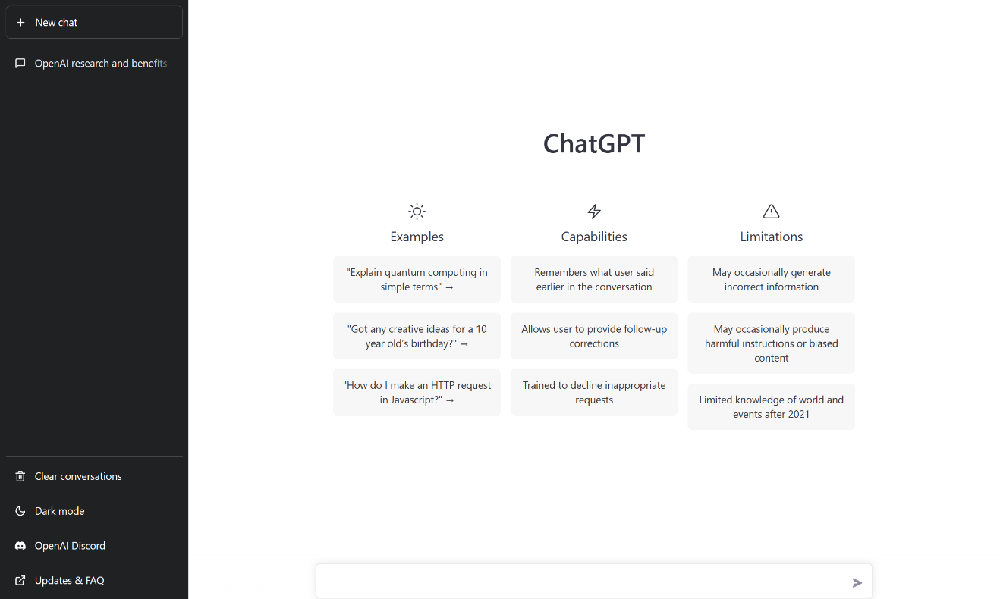 New chat
OpenAI research and benefits
Clear conversations
Dark mode
OpenAI Discord
Updates & FAQ
ChatGPT
Examples
"Explain quantum computing in
simple terms" →
"Got any creative ideas for a 10
year old's birthday?" →
"How do I make an HTTP request
in Javascript?" →
Capabilities
Remembers what user said
earlier in the conversation
Allows user to provide follow-up
corrections
Trained to decline inappropriate
requests
Limitations
May occasionally generate
incorrect information
May occasionally produce
harmful instructions or biased
content
Limited knowledge of world and
events after 2021